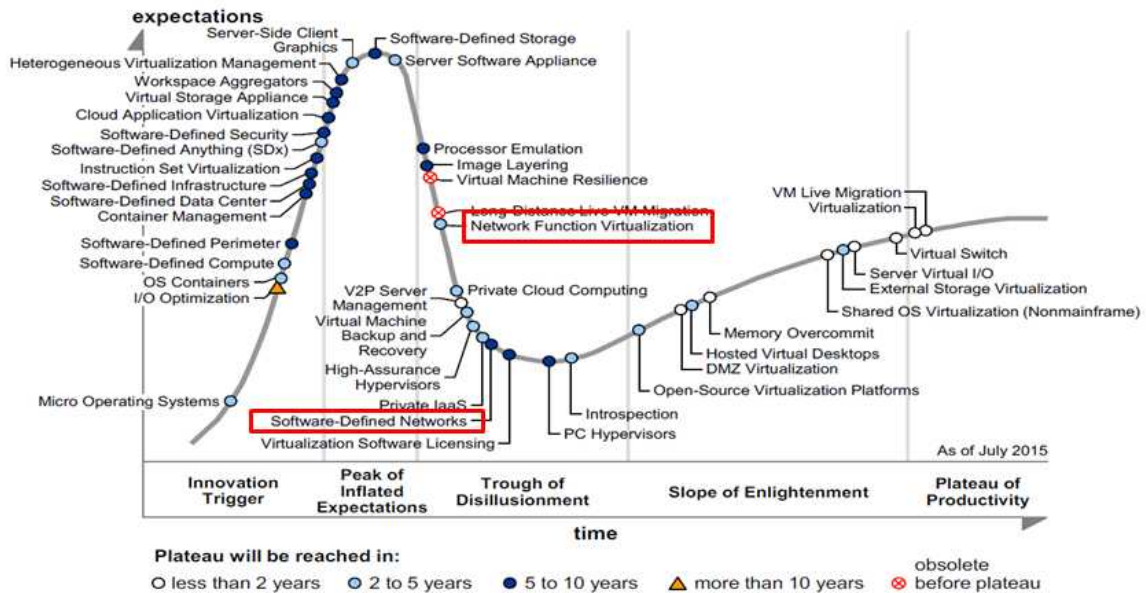 expectations
Server-Side Client
Graphics
Software-Defined Storage
Server Software Appliance
Heterogeneous Virtualization Management
Workspace Aggregators
Virtual Storage Appliance
Cloud Application Virtualization
Software-Defined Security
Software-Defined Anything (SDx)
Instruction Set Virtualization
Software-Defined Infrastructure
Software-Defined Data Center
Container Management
Software-Defined Perimeter
Software-Defined Compute
OS Containers
I/O Optimization
Micro Operating Systems
Processor Emulation
Image Layering
Virtual Machine Resilience
Long-Distance Live VM Migration
Network Function Virtualization
Private Cloud Computing
V2P Server
Management
Virtual Machine
Backup and
Recovery
High-Assurance
Hypervisors
Private IaaS
Software-Defined Networks
Virtualization Software Licensing
PC Hypervisors
Introspection
Open-Source Virtualization Platforms
DMZ Virtualization
Hosted Virtual Desktops
Memory Overcommit
Shared OS Virtualization (Nonmainframe)
External Storage Virtualization
Server Virtual I/O
Virtual Switch
VM Live Migration
Virtualization
As of July 2015
Innovation
Trigger
Peak of
Inflated
Expectations
Trough of
Disillusionment
Slope of Enlightenment
Plateau of
Productivity
time
Plateau will be reached in:
less than 2 years
2 to 5 years
5 to 10 years
more than 10 years
obsolete
before plateau